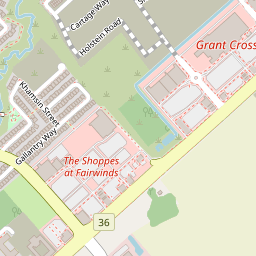 Cartage Way
Holstein Road
Grant Cross
Khamsin Street
Gallantry Way
The Shoppes
at Fairwinds
36